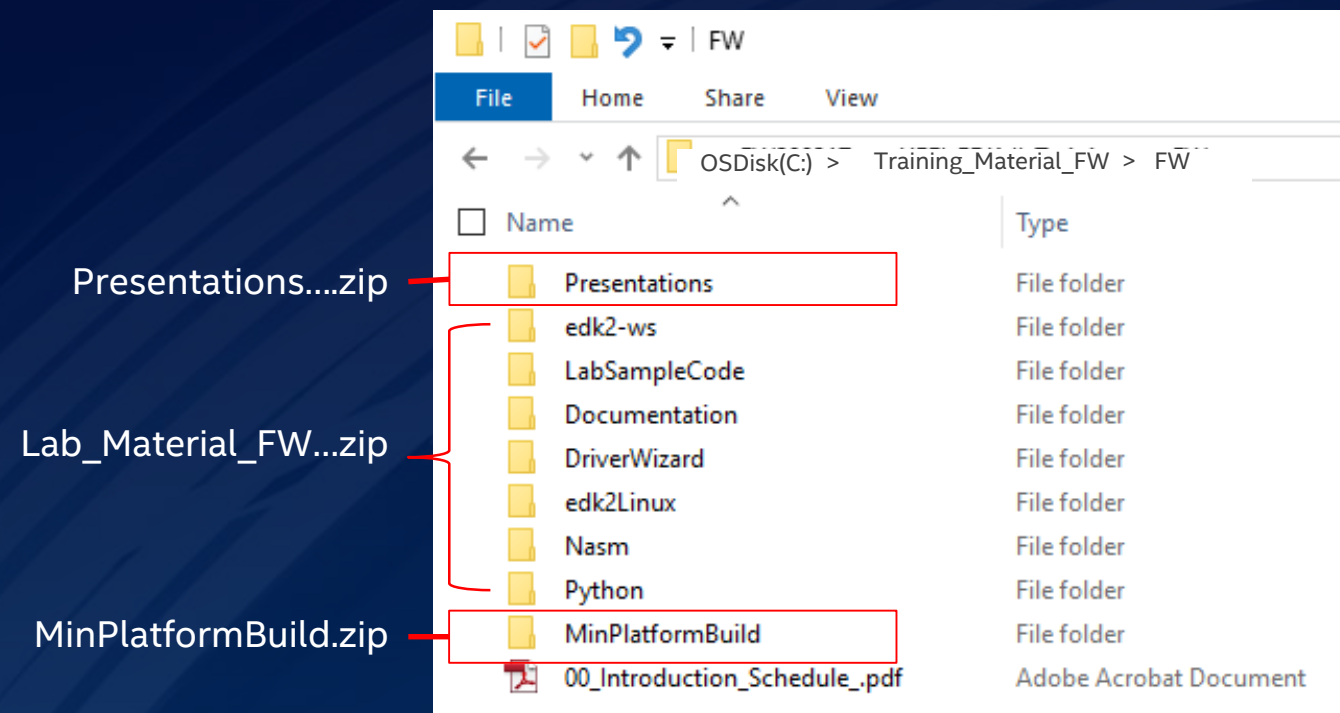 FW
File Home Share View
OSDisk(C:) > Training_Material_FW > FW
Name Type
Presentations....zip Presentations File folder
edk2-ws File folder
LabSampleCode File folder
Documentation File folder
Lab_Material_FW...zip DriverWizard File folder
edk2Linux File folder
Nasm File folder
Python File folder
MinPlatformBuild.zip MinPlatformBuild File folder
00_Introduction_Schedule_.pdf Adobe Acrobat Document